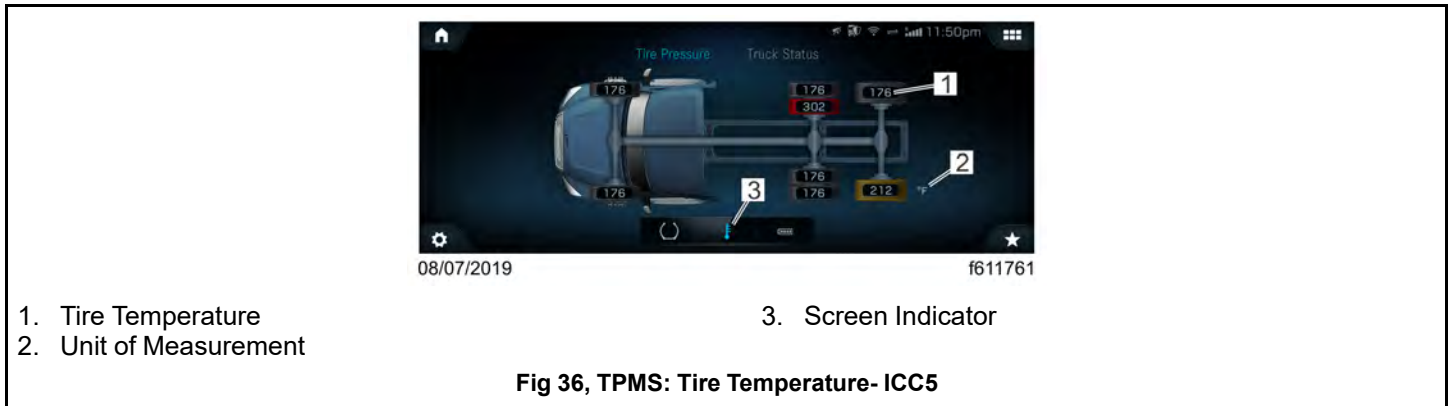 11:50pm
Tire Pressure Truck Status
176 176 176 1
302
2
176
176 3 176 212 °F
08/07/2019 f611761
1. Tire Temperature
2. Unit of Measurement
3. Screen Indicator
Fig 36, TPMS: Tire Temperature- ICC5